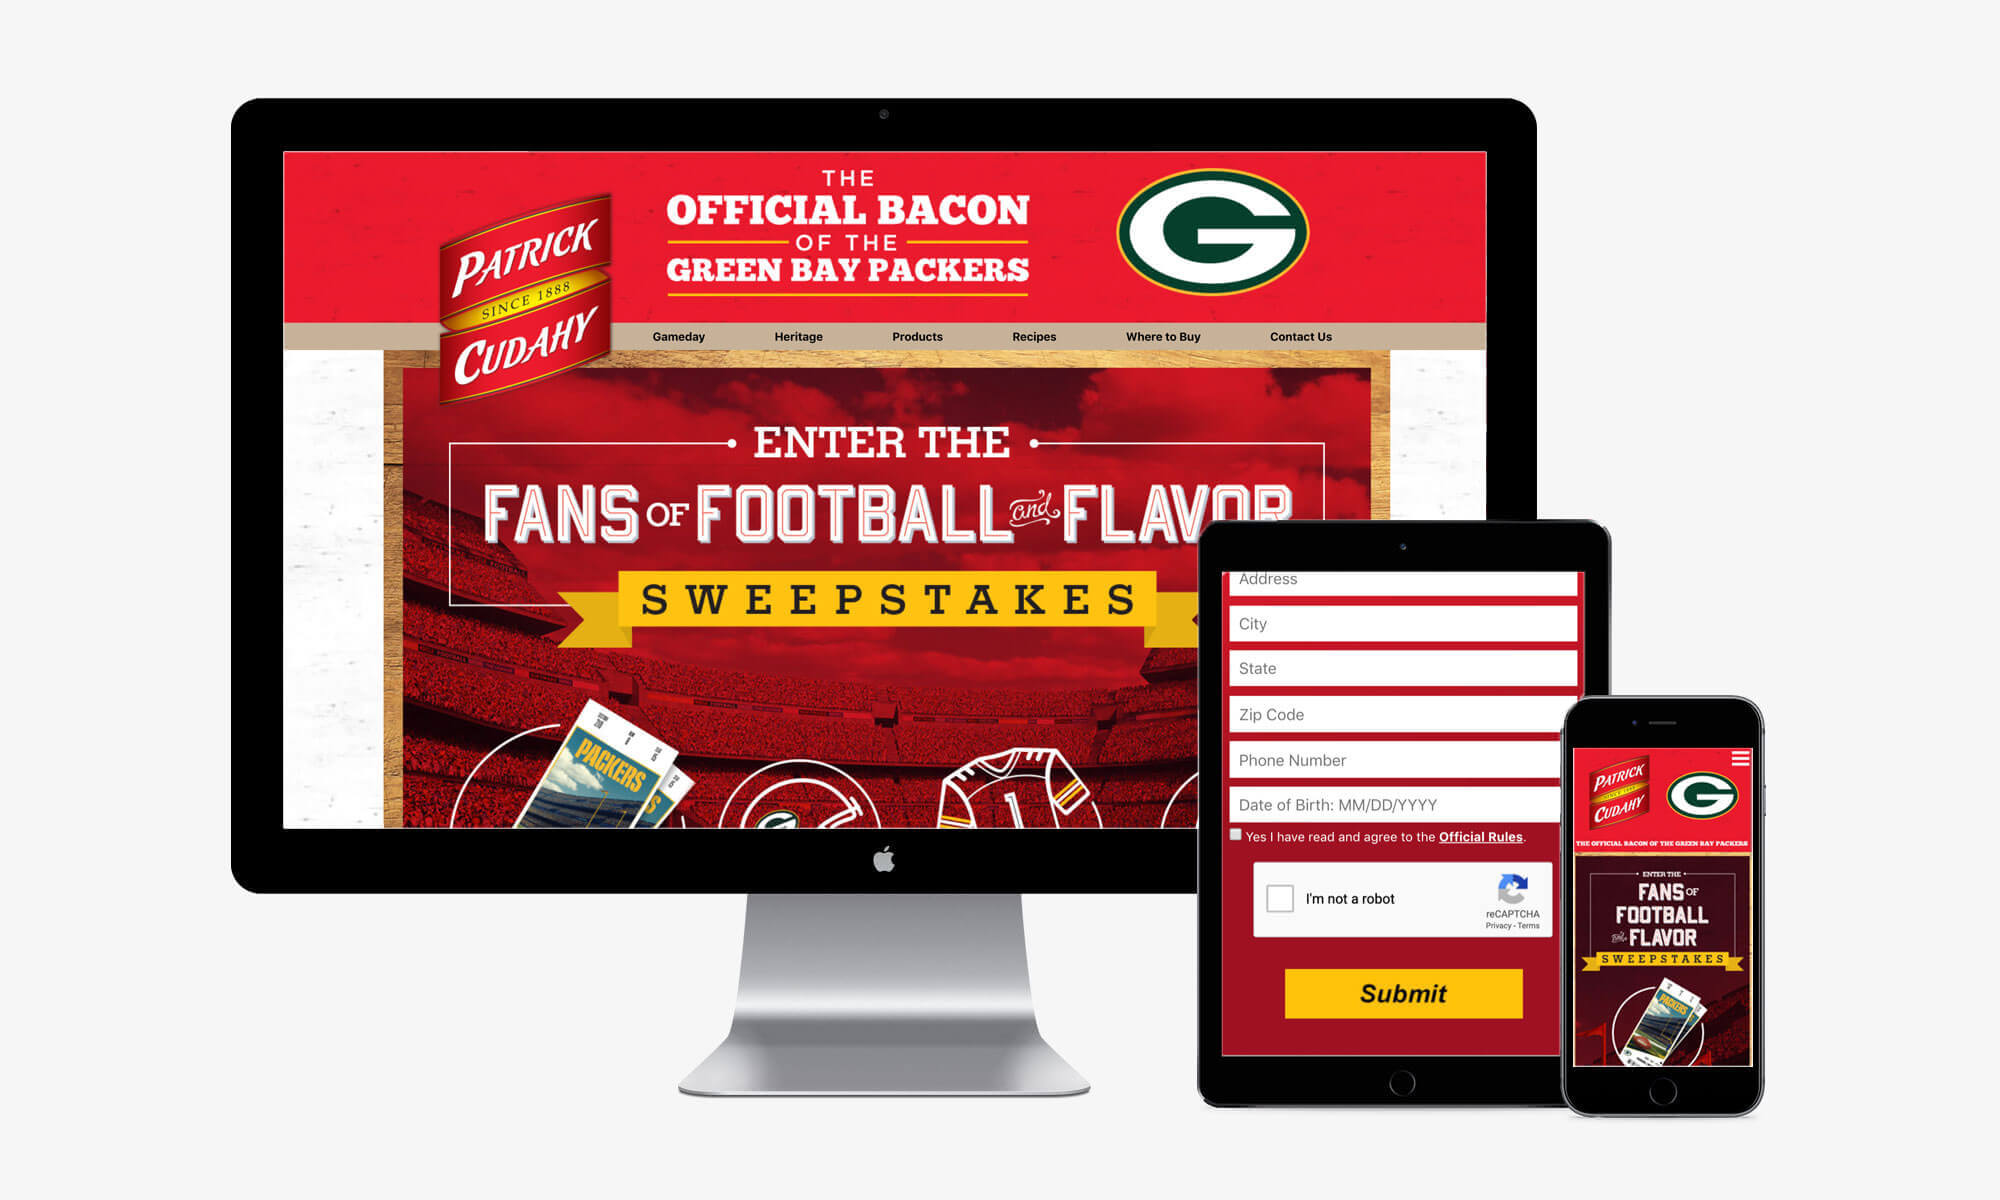 THE
OFFICIAL BACON
OF THE
GREEN BAY PACKERS
G
PATRICK
SINCE 1888
CUDAHY
Gameday Heritage Products Recipes Where to Buy Contact Us
ENTER THE
FANS OF FOOTBALL and FLAVOR
SWEEPSTAKES
PACKERS
Address
City
State
Zip Code
Phone Number
Date of Birth: MM/DD/YYYY
Yes I have read and agree to the Official Rules.
I'm not a robot
reCAPTCHA
Privacy - Terms
Submit
PATRICK
SINCE 1888
CUDAHY
G
THE OFFICIAL BACON OF THE GREEN BAY PACKERS
ENTER THE
FANS OF
FOOTBALL
and FLAVOR
SWEEPSTAKES
PACKERS